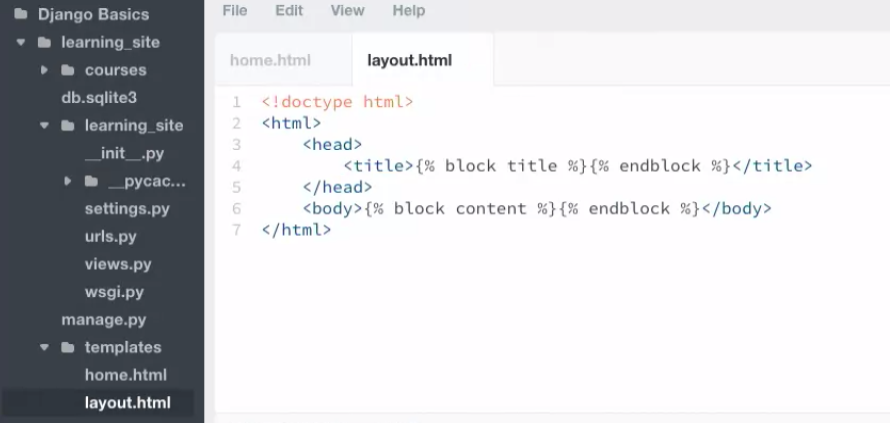 Django Basics
learning_site
courses
db.sqlite3
learning_site
__init__.py
__pycac...
settings.py
urls.py
views.py
wsgi.py
manage.py
templates
home.html
layout.html
File Edit View Help
home.html layout.html
1 <!doctype html>
2 <html>
3     <head>
4         <title>{% block title %}{% endblock %}</title>
5     </head>
6     <body>{% block content %}{% endblock %}</body>
7 </html>